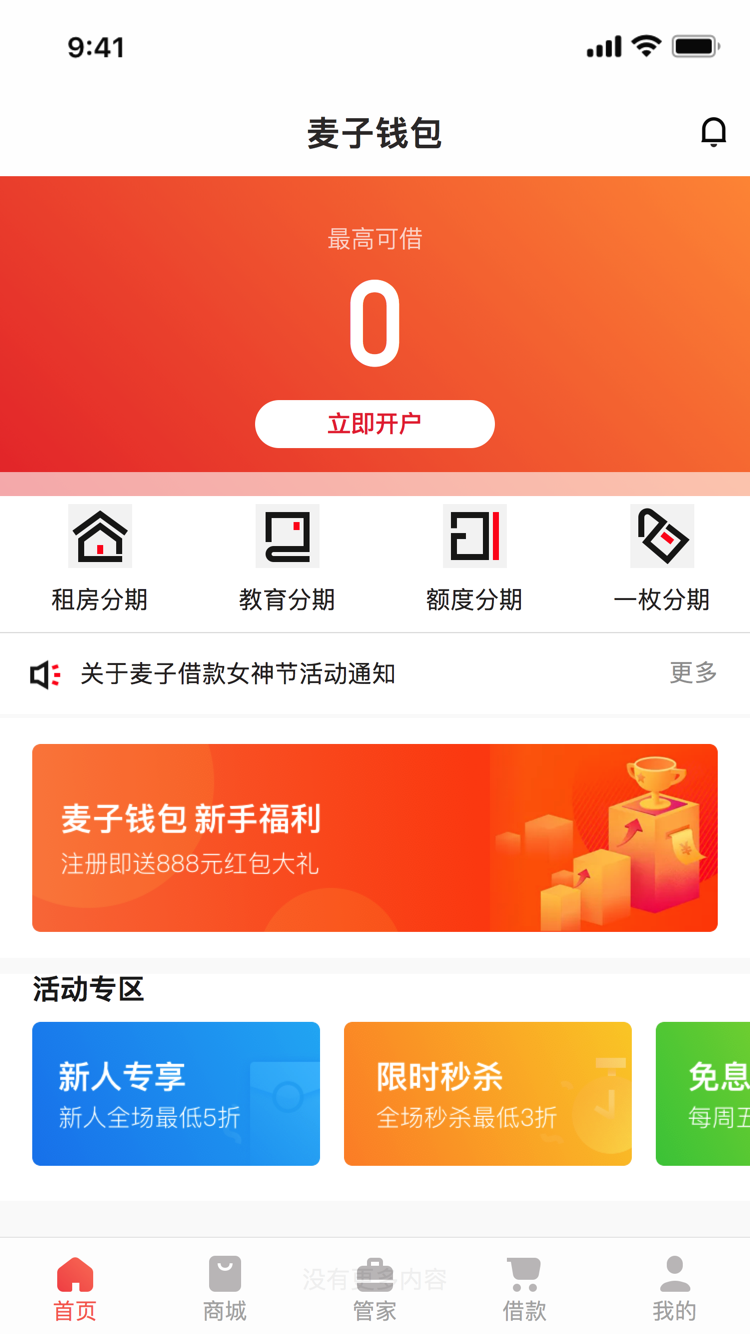 9:41
麦子钱包
最高可借
0
立即开户
租房分期 教育分期 额度分期 一枚分期
关于麦子借款女神节活动通知 更多
麦子钱包 新手福利
注册即送888元红包大礼
活动专区
新人专享 限时秒杀 免息
新人全场最低5折 全场秒杀最低3折 每周五
没有更多内容
首页 商城 管家 借款 我的